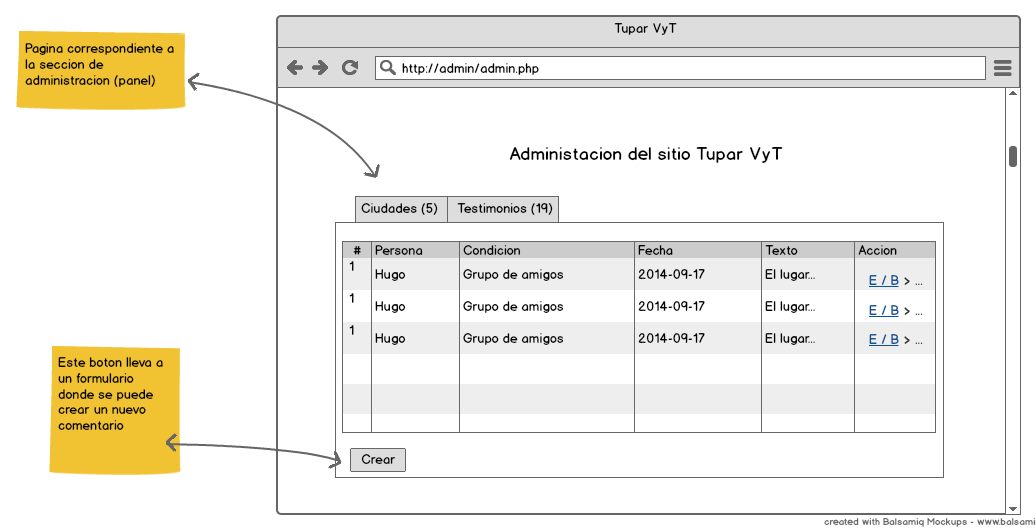 Tupar VyT
http://admin/admin.php
Pagina correspondiente a
la seccion de
administracion (panel)
Administacion del sitio Tupar VyT
Ciudades (5) Testimonios (19)
# Persona Condicion Fecha Texto Accion
1 Hugo Grupo de amigos 2014-09-17 El lugar... E / B > ...
1 Hugo Grupo de amigos 2014-09-17 El lugar... E / B > ...
1 Hugo Grupo de amigos 2014-09-17 El lugar... E / B > ...
Este boton lleva a
un formulario
donde se puede
crear un nuevo
comentario
Crear
created with Balsamiq Mockups - www.balsami